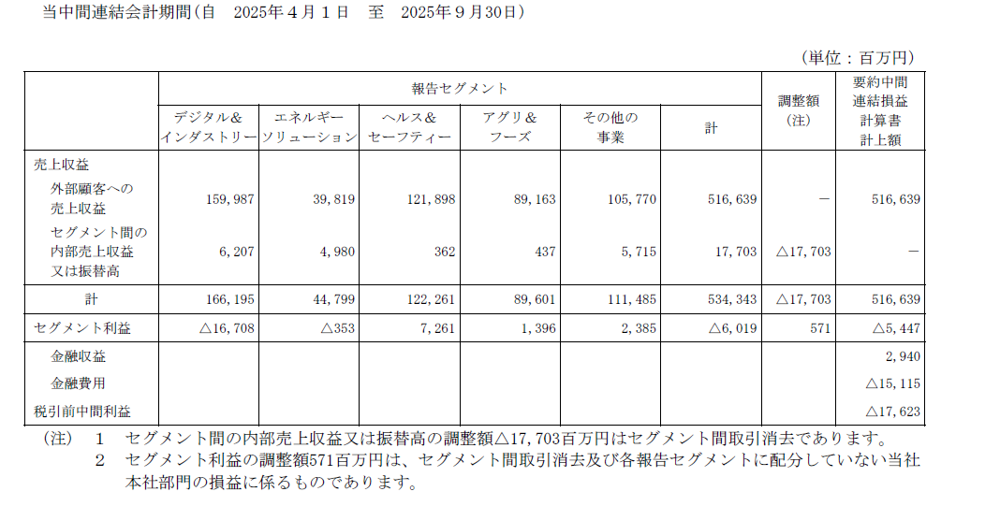 当中間連結会計期間(自　2025年４月１日　至　2025年９月30日)
(単位：百万円)
報告セグメント 調整額（注） 要約中間連結損益計算書計上額
デジタル＆インダストリー エネルギーソリューション ヘルス＆セーフティー アグリ＆フーズ その他の事業 計
売上収益
外部顧客への売上収益 159,987 39,819 121,898 89,163 105,770 516,639 － 516,639
セグメント間の内部売上収益又は振替高 6,207 4,980 362 437 5,715 17,703 △17,703 －
計 166,195 44,799 122,261 89,601 111,485 534,343 △17,703 516,639
セグメント利益 △16,708 △353 7,261 1,396 2,385 △6,019 571 △5,447
金融収益 2,940
金融費用 △15,115
税引前中間利益 △17,623
(注)　１　セグメント間の内部売上収益又は振替高の調整額△17,703百万円はセグメント間取引消去であります。
２　セグメント利益の調整額571百万円は、セグメント間取引消去及び各報告セグメントに配分していない当社
本社部門の損益に係るものであります。